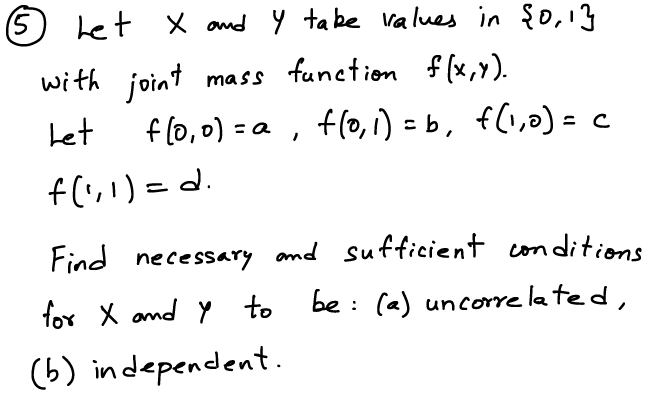 ⑤ Let X and Y take values in {0,1}
with joint mass function f(x,y).
Let f(0,0) = a , f(0,1) = b, f(1,0) = c
f(1,1) = d.
Find necessary and sufficient conditions
for X and Y to be : (a) uncorrelated,
(b) independent.